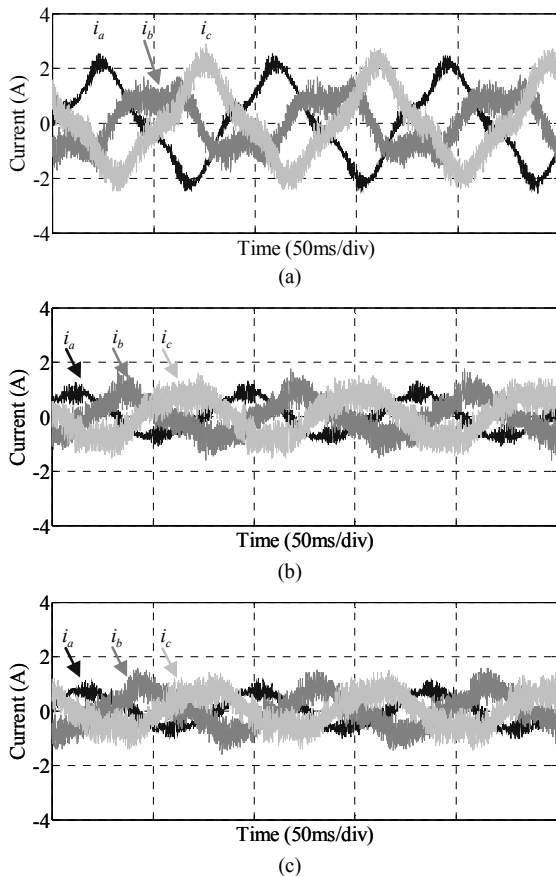 i_a i_b i_c
4
2
0
-2
-4
Current (A)
Time (50ms/div)
(a)
4
2
0
-2
-4
i_a i_b i_c
Current (A)
Time (50ms/div)
(b)
4
2
0
-2
-4
i_a i_b i_c
Current (A)
Time (50ms/div)
(c)